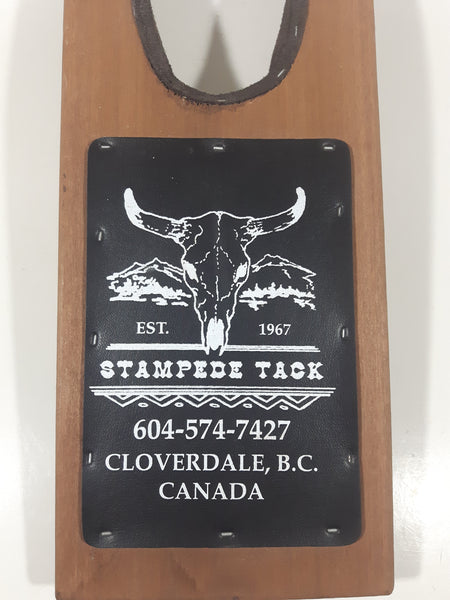 EST. 1967
STAMPEDE TACK
604-574-7427
CLOVERDALE, B.C.
CANADA